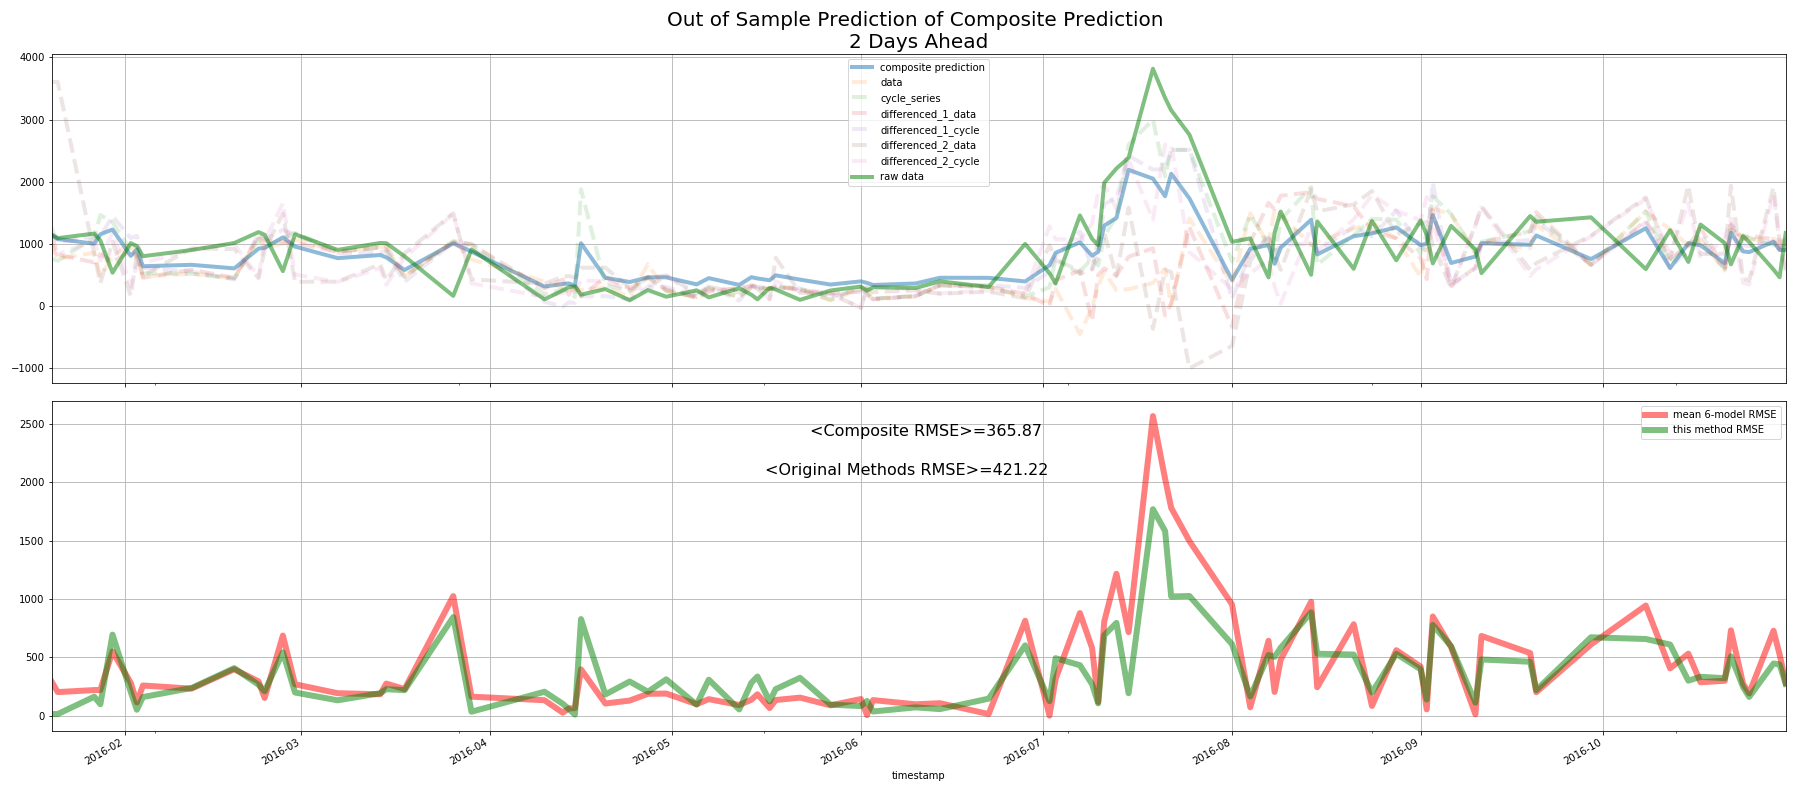 Out of Sample Prediction of Composite Prediction
2 Days Ahead
4000
3000
2000
1000
0
−1000
composite prediction
data
cycle_series
differenced_1_data
differenced_1_cycle
differenced_2_data
differenced_2_cycle
raw data
2500
2000
1500
1000
500
0
<Composite RMSE>=365.87
<Original Methods RMSE>=421.22
mean 6-model RMSE
this method RMSE
2016-02
2016-03
2016-04
2016-05
2016-06
2016-07
2016-08
2016-09
2016-10
timestamp